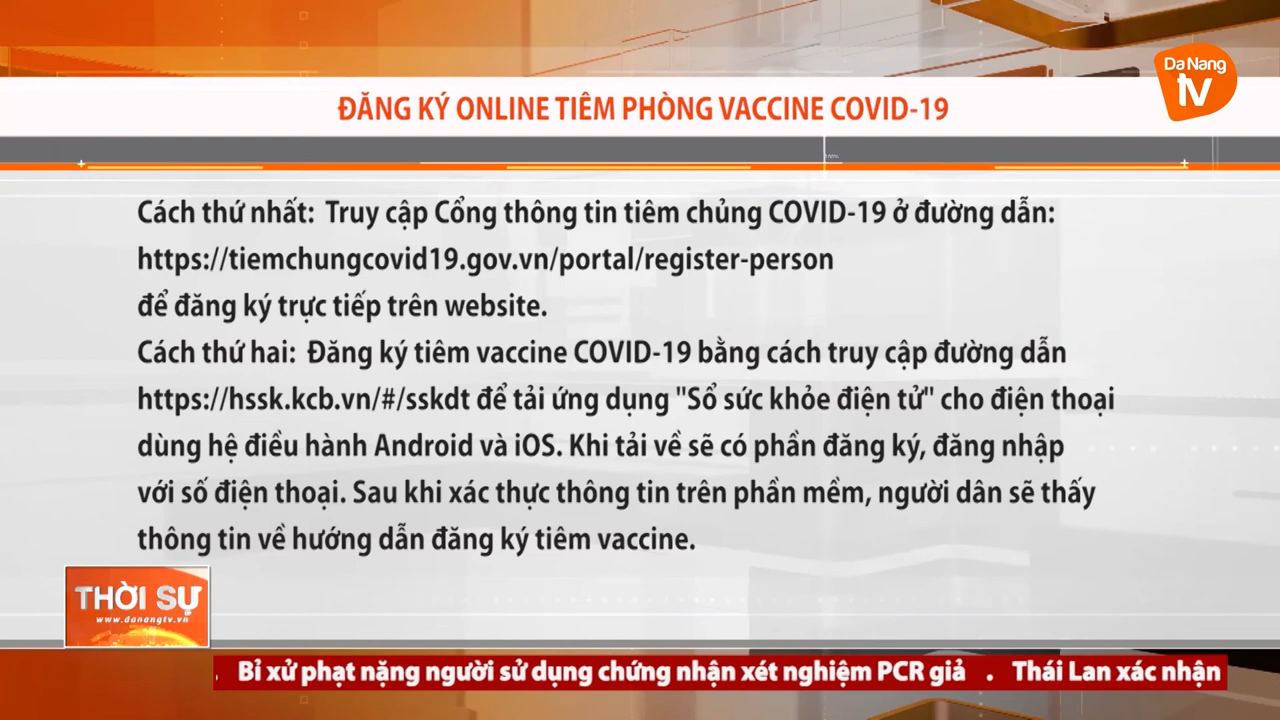 Da Nang
tv
ĐĂNG KÝ ONLINE TIÊM PHÒNG VACCINE COVID-19
100%
Cách thứ nhất: Truy cập Cổng thông tin tiêm chủng COVID-19 ở đường dẫn:
https://tiemchungcovid19.gov.vn/portal/register-person
để đăng ký trực tiếp trên website.
Cách thứ hai: Đăng ký tiêm vaccine COVID-19 bằng cách truy cập đường dẫn
https://hssk.kcb.vn/#/sskdt để tải ứng dụng "Sổ sức khỏe điện tử" cho điện thoại
dùng hệ điều hành Android và iOS. Khi tải về sẽ có phần đăng ký, đăng nhập
với số điện thoại. Sau khi xác thực thông tin trên phần mềm, người dân sẽ thấy
thông tin về hướng dẫn đăng ký tiêm vaccine.
THỜI SỰ
www.danangtv.vn
. Bỉ xử phạt nặng người sử dụng chứng nhận xét nghiệm PCR giả . Thái Lan xác nhận